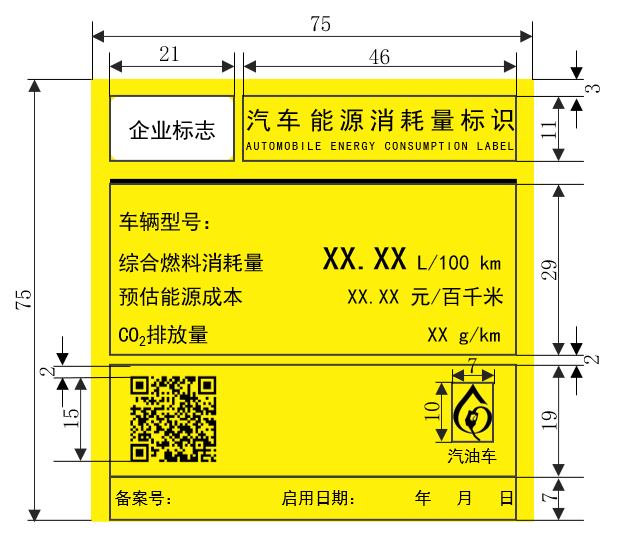 75
21
46
3
企业标志
汽车能源消耗量标识
AUTOMOBILE ENERGY CONSUMPTION LABEL
11
车辆型号：
综合燃料消耗量 XX.XX L/100 km
预估能源成本 XX.XX 元/百千米
CO₂排放量 XX g/km
29
75
2
2
7
15
10
19
汽油车
备案号： 启用日期： 年 月 日
7